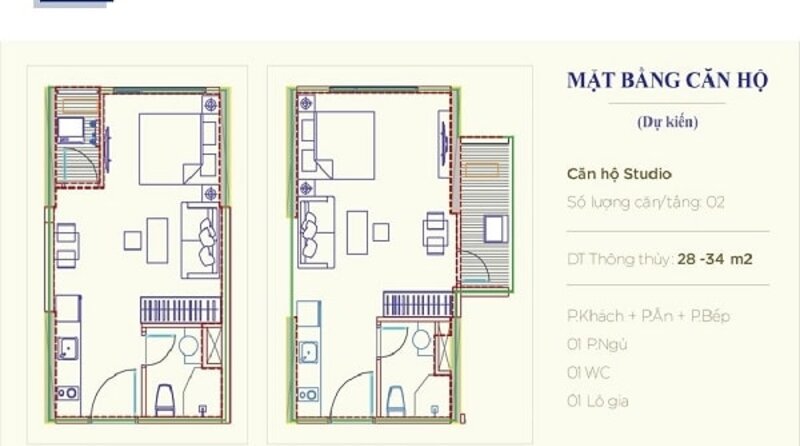 MẶT BẰNG CĂN HỘ
(Dự kiến)
Căn hộ Studio
Số lượng căn/tầng: 02
DT Thông thủy: 28 -34 m2
P.Khách + P.Ăn + P.Bếp
01 P.Ngủ
01 WC
01 Lô gia